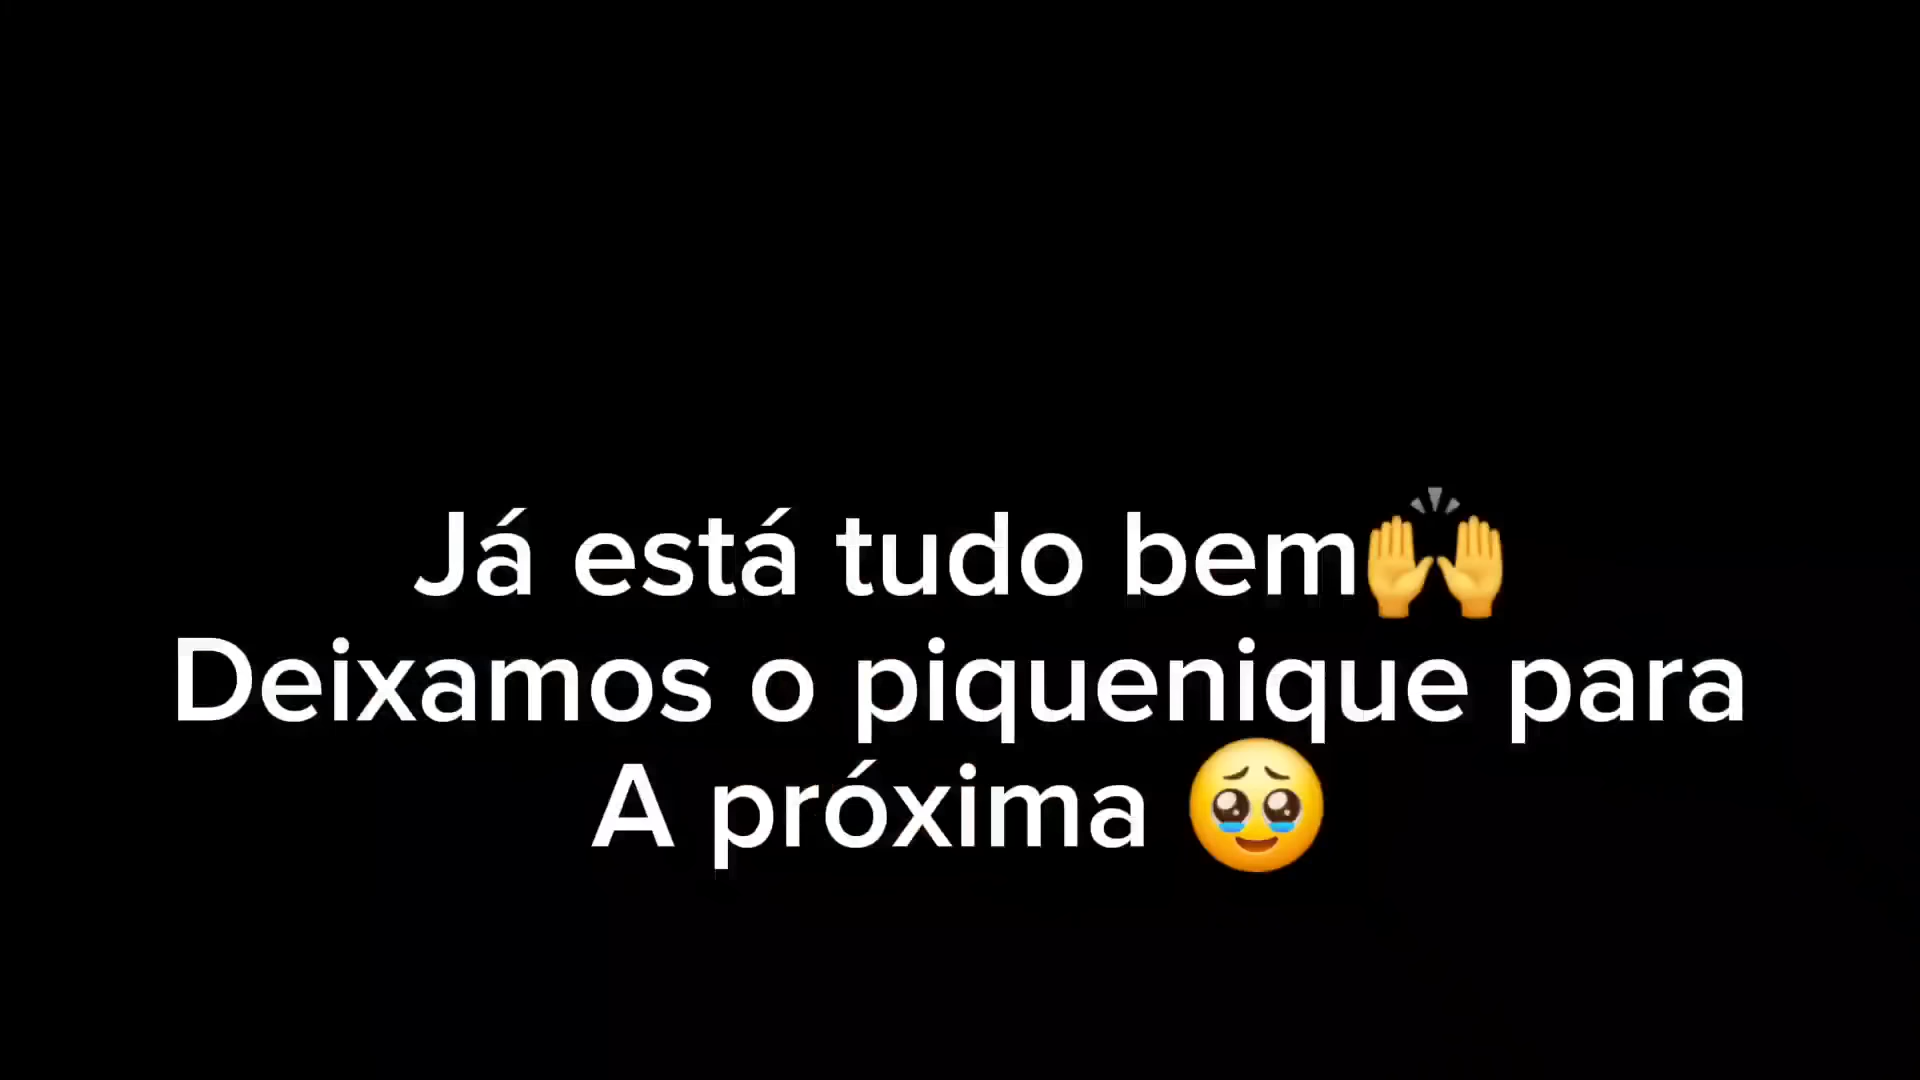 Já está tudo bem🙌
Deixamos o piquenique para
A próxima 🥹